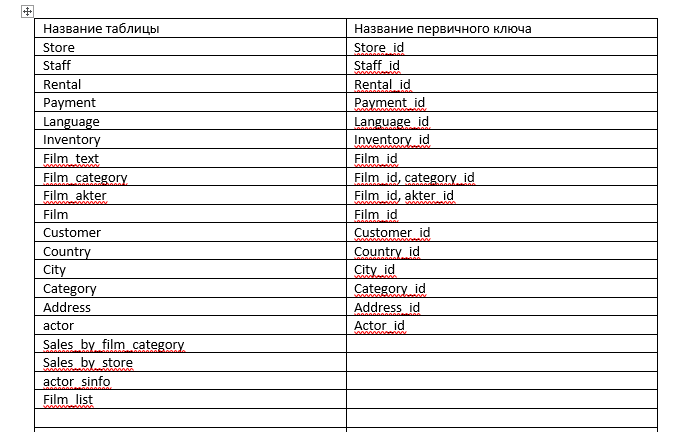 Название таблицы Название первичного ключа
Store Store_id
Staff Staff_id
Rental Rental_id
Payment Payment_id
Language Language_id
Inventory Inventory_id
Film_text Film_id
Film_category Film_id, category_id
Film_akter Film_id, akter_id
Film Film_id
Customer Customer_id
Country Country_id
City City_id
Category Category_id
Address Address_id
actor Actor_id
Sales_by_film_category
Sales_by_store
actor_sinfo
Film_list